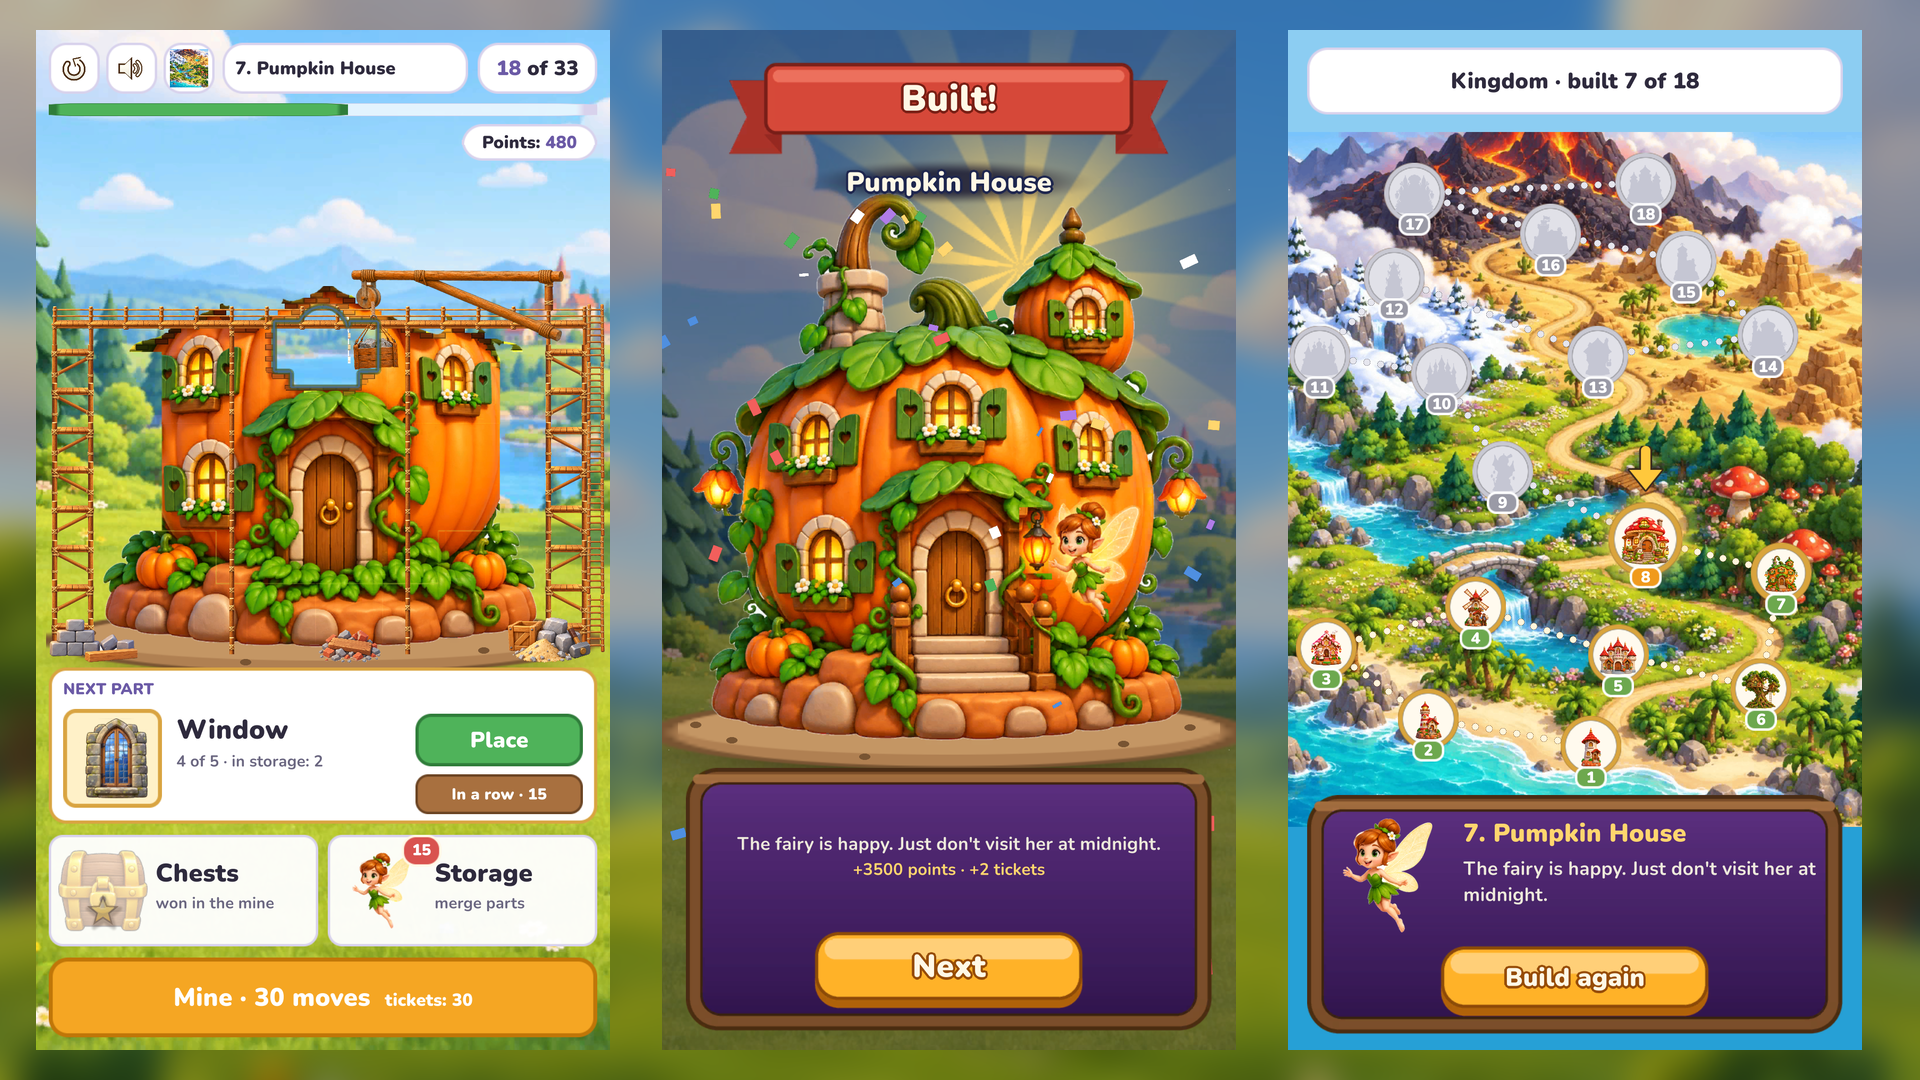 7. Pumpkin House
18 of 33
Points: 480
NEXT PART
Window
4 of 5 · in storage: 2
Place
In a row · 15
Chests
won in the mine
15
Storage
merge parts
Mine · 30 moves tickets: 30
Built!
Pumpkin House
The fairy is happy. Just don't visit her at midnight.
+3500 points · +2 tickets
Next
Kingdom · built 7 of 18
17
18
16
15
12
14
11
13
10
9
8
7
4
3
5
6
2
1
7. Pumpkin House
The fairy is happy. Just don't visit her at
midnight.
Build again